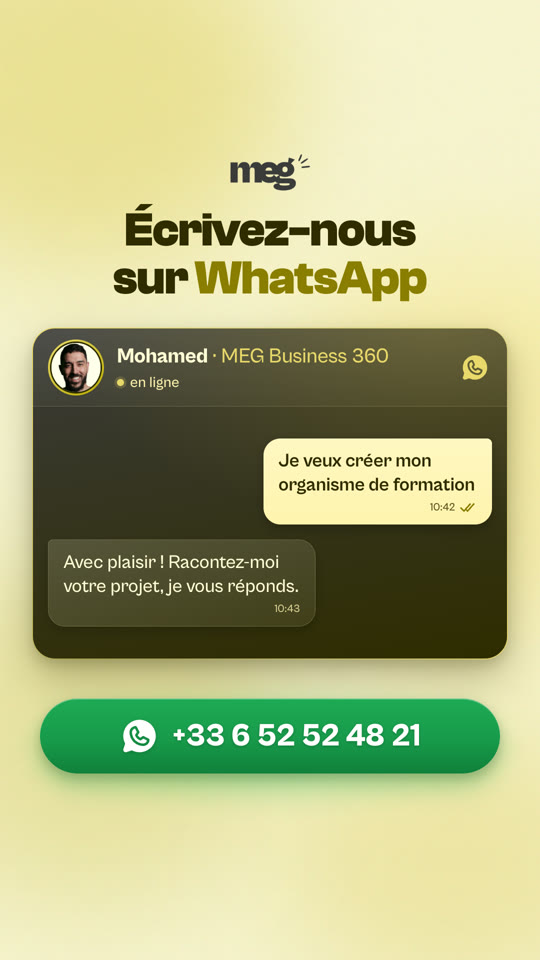 meg
Écrivez-nous
sur WhatsApp
Mohamed · MEG Business 360
en ligne
Je veux créer mon
organisme de formation
10:42
Avec plaisir ! Racontez-moi
votre projet, je vous réponds.
10:43
+33 6 52 52 48 21